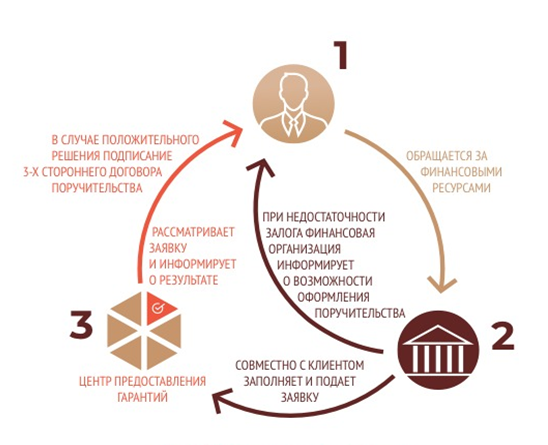 1
В СЛУЧАЕ ПОЛОЖИТЕЛЬНОГО
РЕШЕНИЯ ПОДПИСАНИЕ
3-Х СТОРОННЕГО ДОГОВОРА
ПОРУЧИТЕЛЬСТВА
ОБРАЩАЕТСЯ ЗА
ФИНАНСОВЫМИ
РЕСУРСАМИ
РАССМАТРИВАЕТ
ЗАЯВКУ
И ИНФОРМИРУЕТ
О РЕЗУЛЬТАТЕ
ПРИ НЕДОСТАТОЧНОСТИ
ЗАЛОГА ФИНАНСОВАЯ
ОРГАНИЗАЦИЯ
ИНФОРМИРУЕТ
О ВОЗМОЖНОСТИ
ОФОРМЛЕНИЯ
ПОРУЧИТЕЛЬСТВА
3
2
ЦЕНТР ПРЕДОСТАВЛЕНИЯ
ГАРАНТИЙ
СОВМЕСТНО С КЛИЕНТОМ
ЗАПОЛНЯЕТ И ПОДАЕТ
ЗАЯВКУ